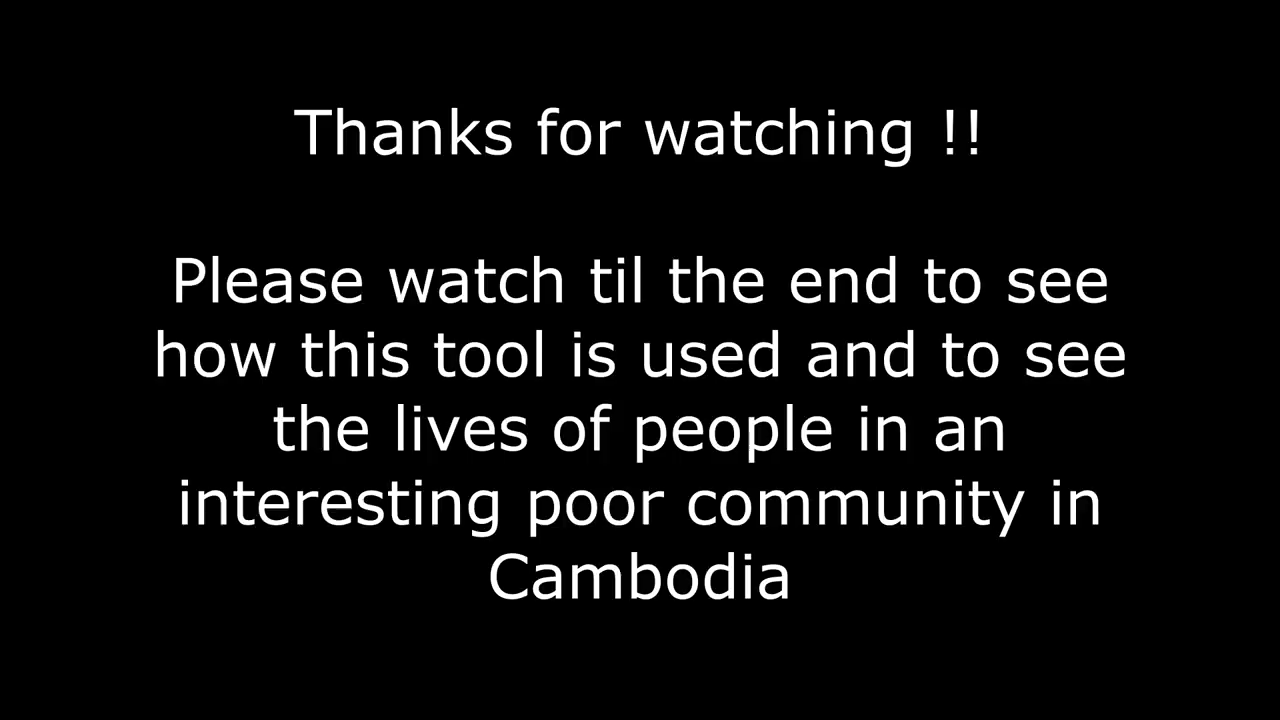 Thanks for watching !!
Please watch til the end to see
how this tool is used and to see
the lives of people in an
interesting poor community in
Cambodia